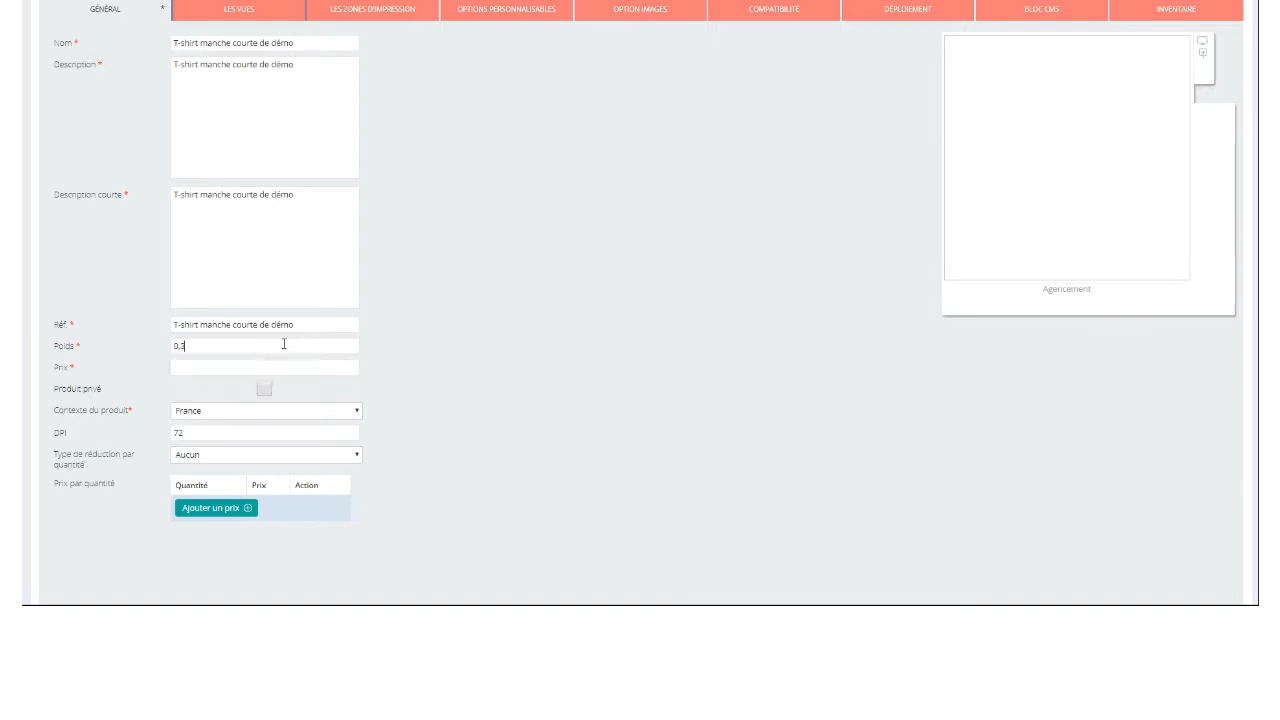 GÉNÉRAL * LES VUES LES ZONES D'IMPRESSION OPTIONS PERSONNALISABLES OPTION IMAGES COMPATIBILITÉ DÉPLOIEMENT BLOC CMS INVENTAIRE
Nom * T-shirt manche courte de démo
Description * T-shirt manche courte de démo
Description courte * T-shirt manche courte de démo
Agencement
Réf. * T-shirt manche courte de démo
Poids * 0,3
Prix *
Produit privé
Contexte du produit* France
DPI 72
Type de réduction par
quantité Aucun
Prix par quantité Quantité Prix Action
Ajouter un prix